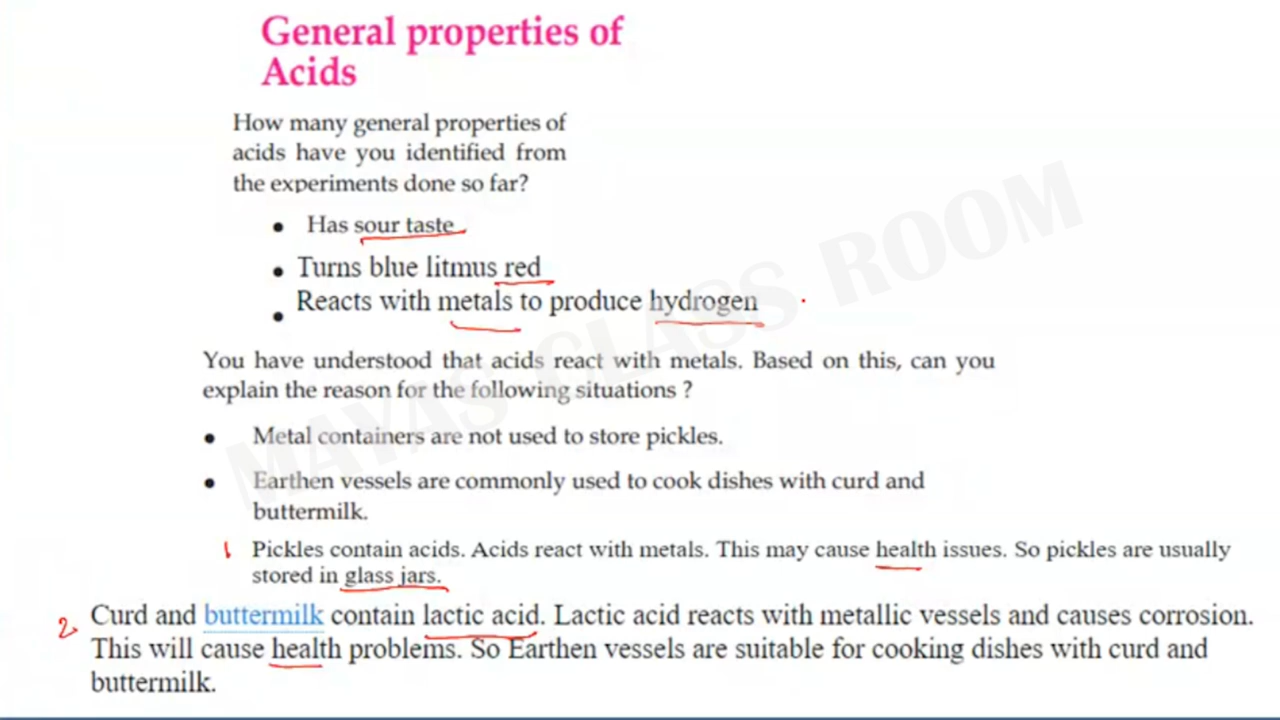 General properties of
Acids
How many general properties of
acids have you identified from
the experiments done so far?
• Has sour taste
• Turns blue litmus red
• Reacts with metals to produce hydrogen
You have understood that acids react with metals. Based on this, can you
explain the reason for the following situations ?
• Metal containers are not used to store pickles.
• Earthen vessels are commonly used to cook dishes with curd and
buttermilk.
1 Pickles contain acids. Acids react with metals. This may cause health issues. So pickles are usually
stored in glass jars.
2 Curd and buttermilk contain lactic acid. Lactic acid reacts with metallic vessels and causes corrosion.
This will cause health problems. So Earthen vessels are suitable for cooking dishes with curd and
buttermilk.
MAYAS CLASS ROOM